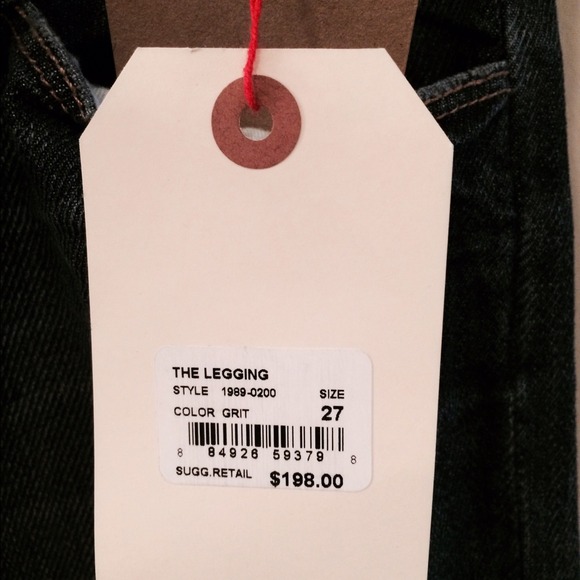 THE LEGGING
STYLE 1989-0200 SIZE
COLOR GRIT 27
8 84926 59379 8
SUGG.RETAIL $198.00